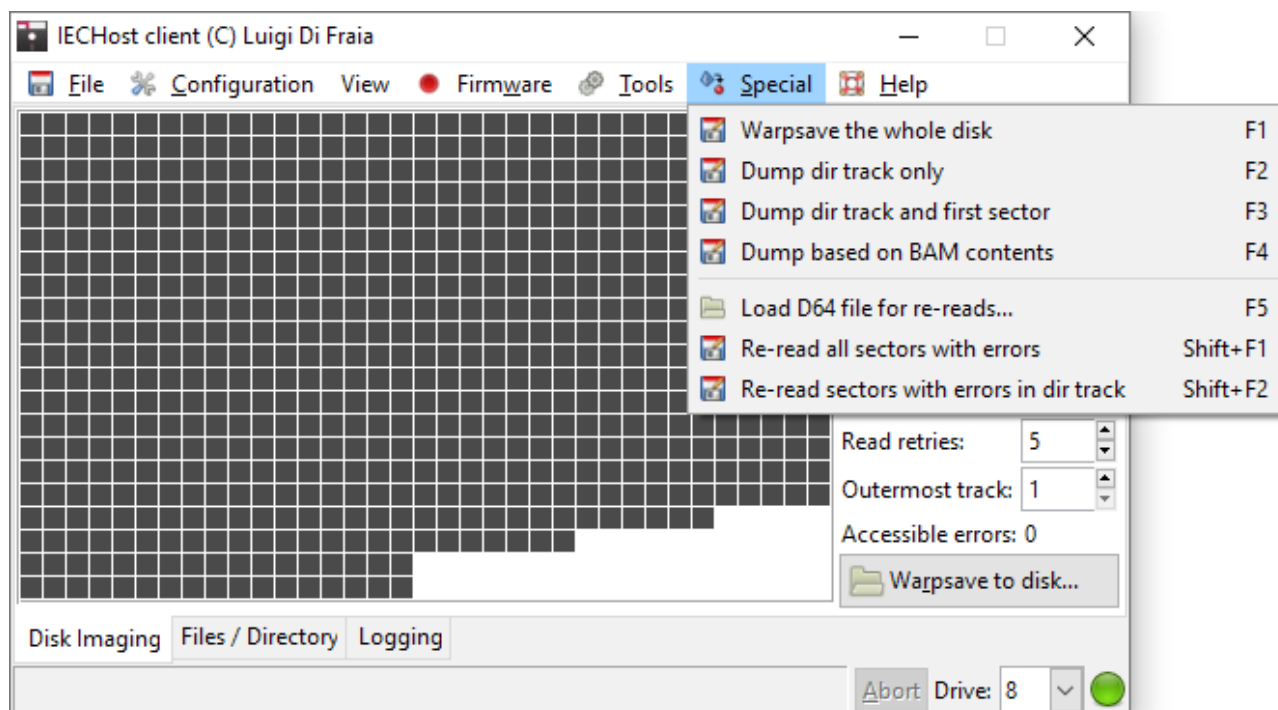 IECHost client (C) Luigi Di Fraia
File Configuration View Firmware Tools Special Help
Warpsave the whole disk F1
Dump dir track only F2
Dump dir track and first sector F3
Dump based on BAM contents F4
Load D64 file for re-reads... F5
Re-read all sectors with errors Shift+F1
Re-read sectors with errors in dir track Shift+F2
Read retries: 5
Outermost track: 1
Accessible errors: 0
Warpsave to disk...
Disk Imaging Files / Directory Logging
Abort Drive: 8